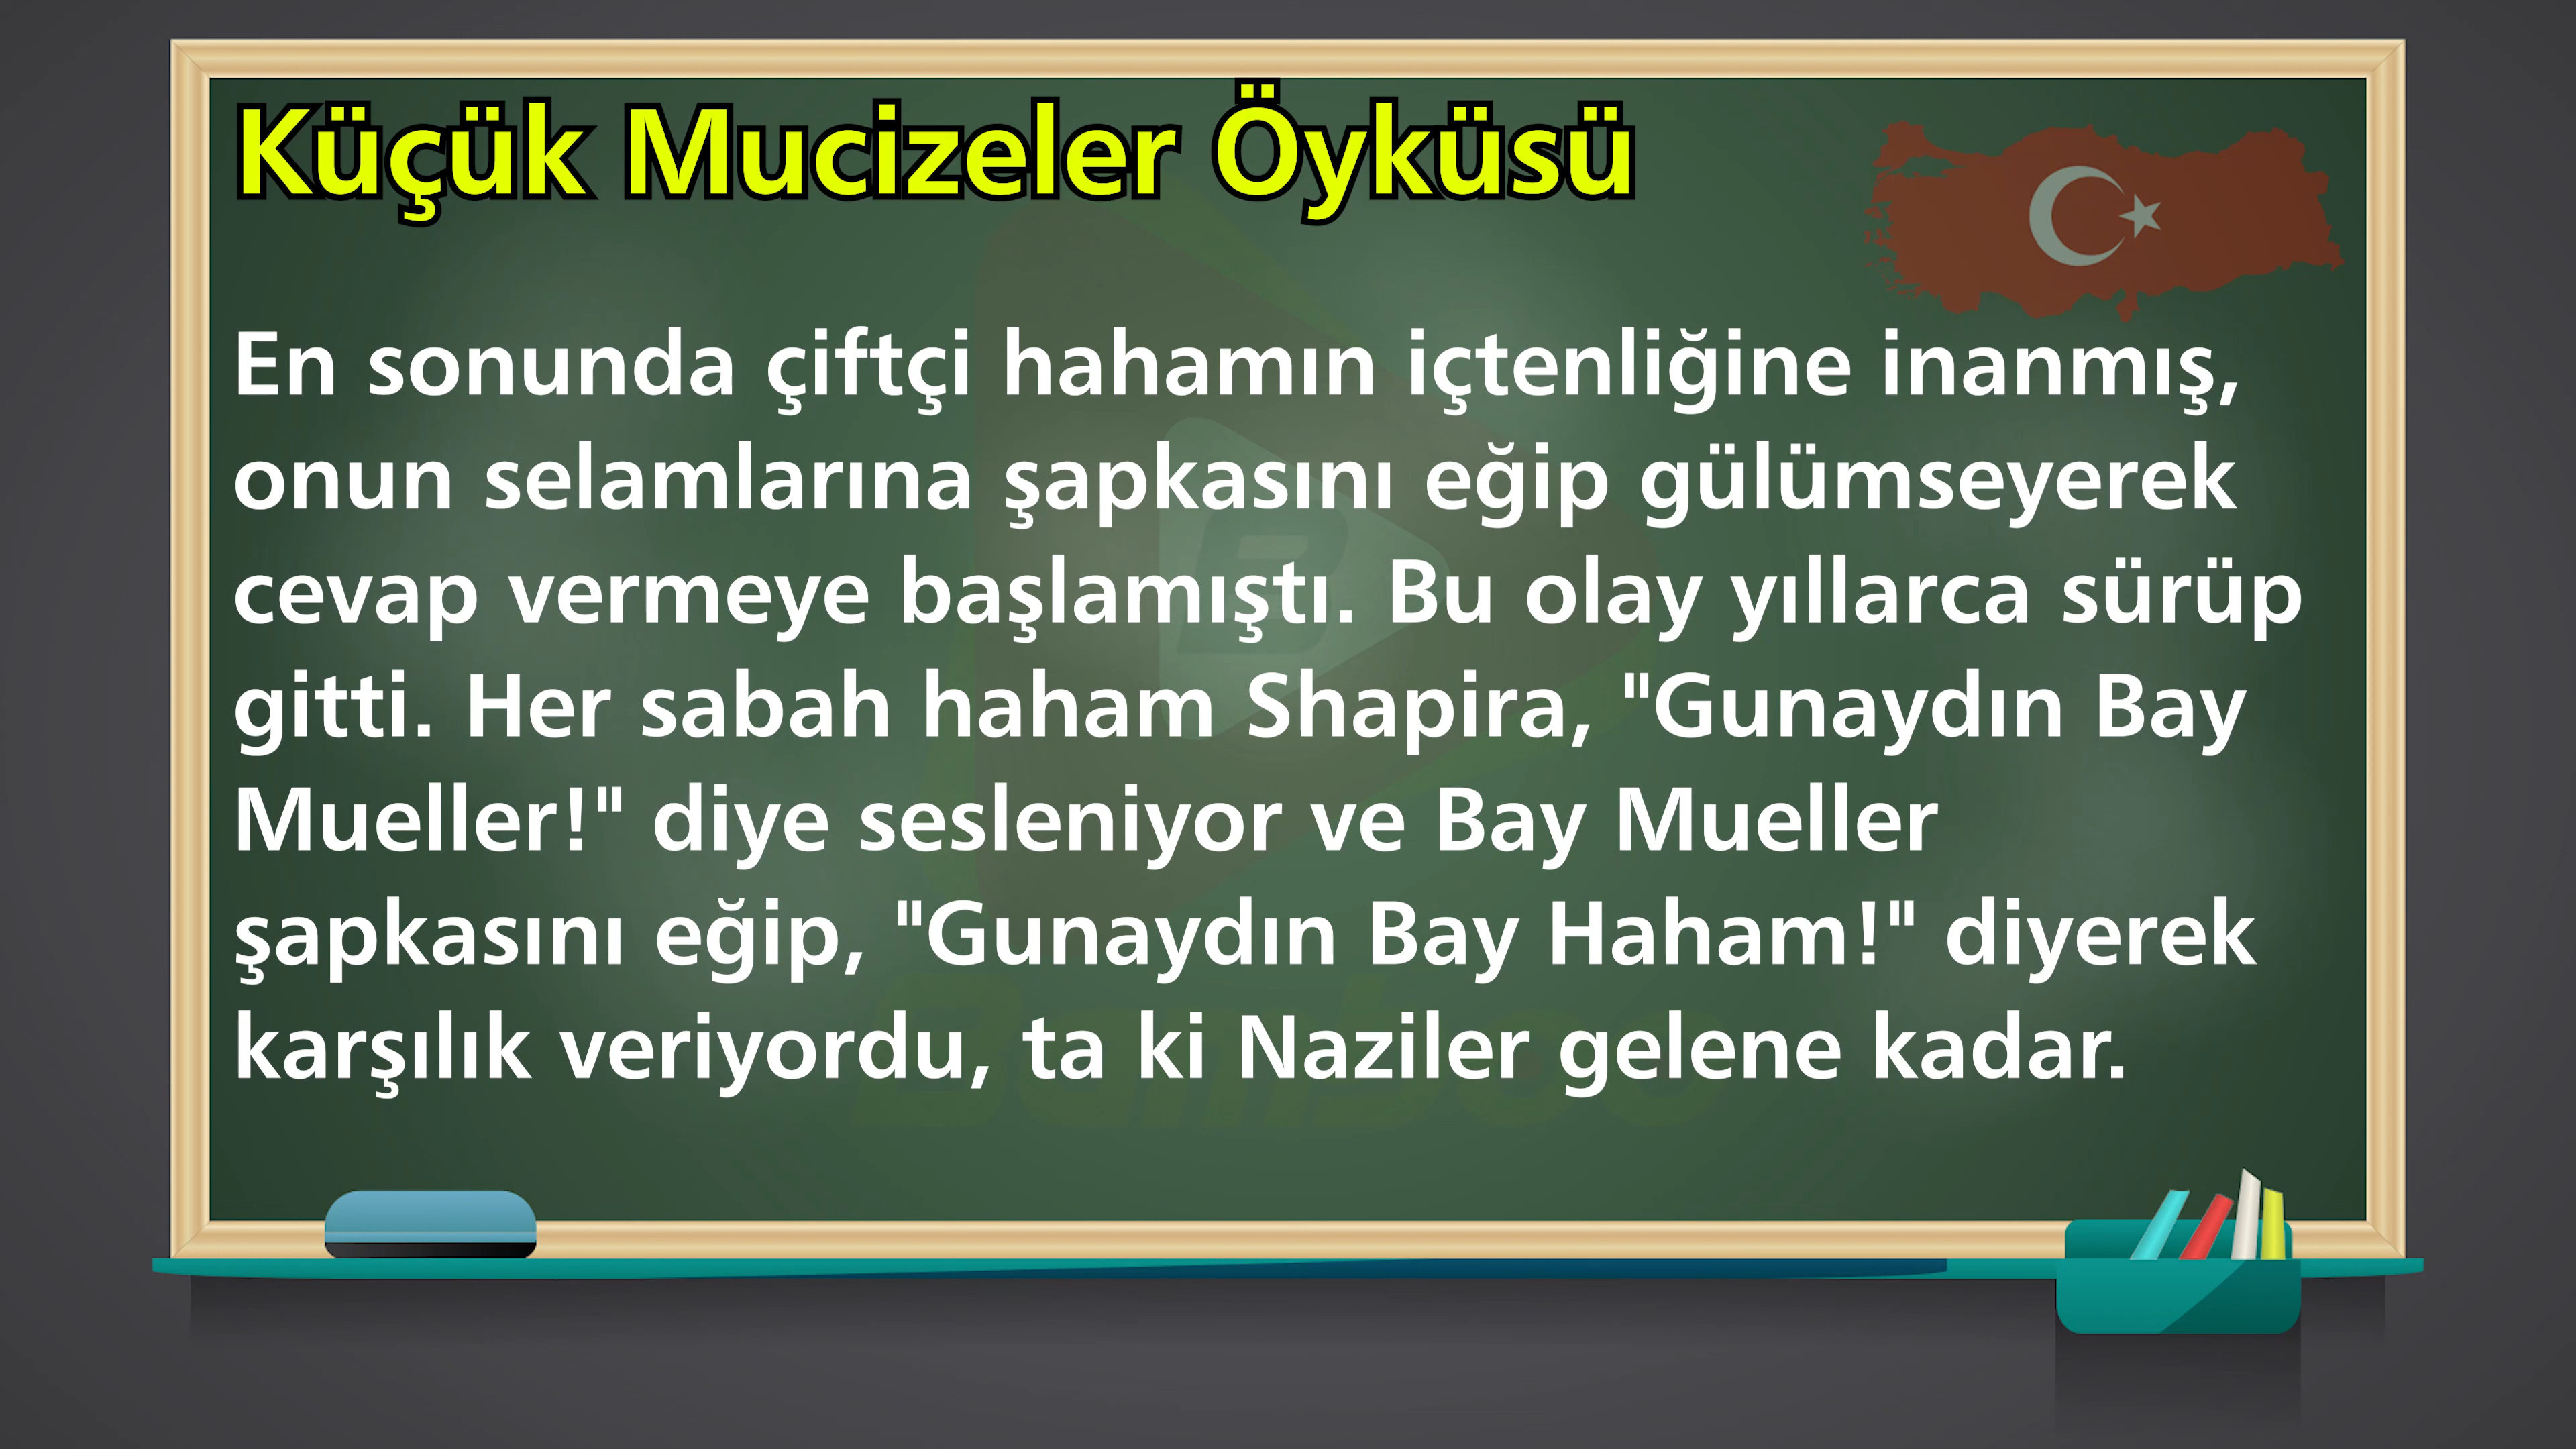 Küçük Mucizeler Öyküsü
En sonunda çiftçi hahamın içtenliğine inanmış,
onun selamlarına şapkasını eğip gülümseyerek
cevap vermeye başlamıştı. Bu olay yıllarca sürüp
gitti. Her sabah haham Shapira, "Gunaydın Bay
Mueller!" diye sesleniyor ve Bay Mueller
şapkasını eğip, "Gunaydın Bay Haham!" diyerek
karşılık veriyordu, ta ki Naziler gelene kadar.